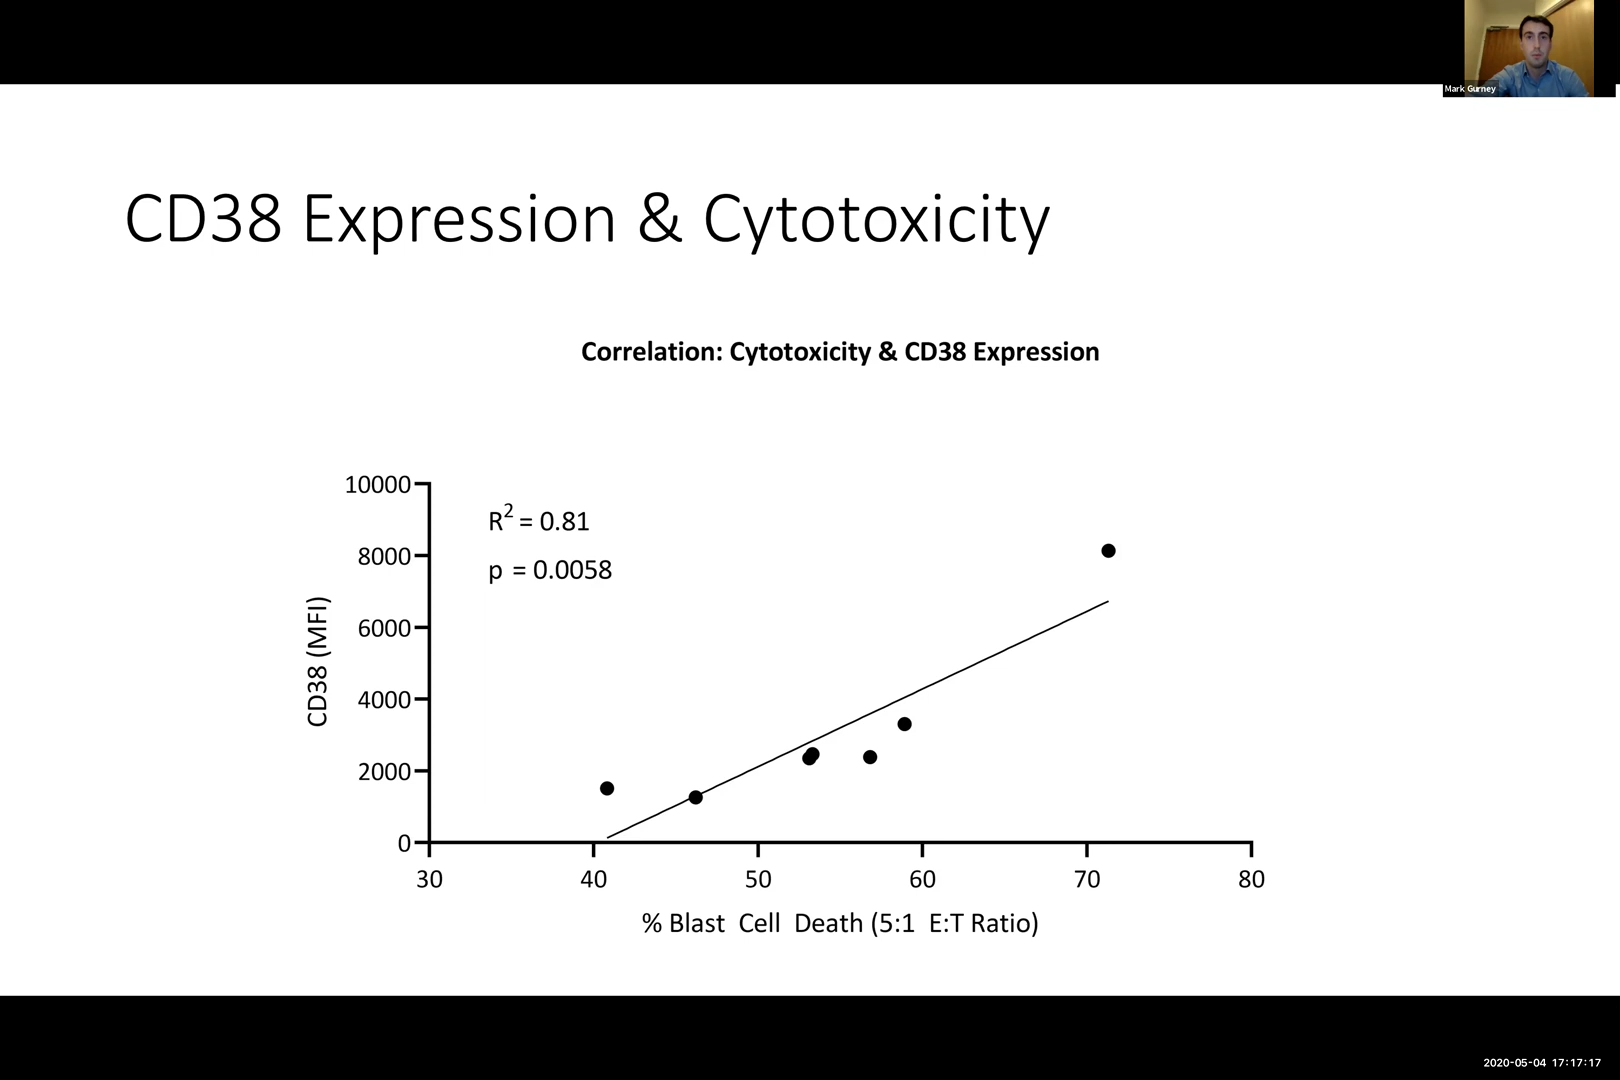 Mark Gurney
CD38 Expression & Cytotoxicity
Correlation: Cytotoxicity & CD38 Expression
10000
8000
6000
4000
2000
0
CD38 (MFI)
R² = 0.81
p = 0.0058
30 40 50 60 70 80
% Blast Cell Death (5:1 E:T Ratio)
2020-05-04 17:17:17